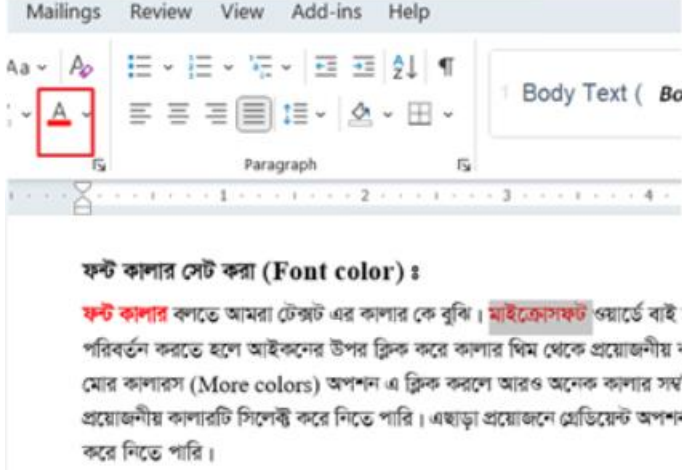 Mailings Review View Add-ins Help
Aa
A
Paragraph
1 Body Text ( Bo
1 2 3 4
ফন্ট কালার সেট করা (Font color) ঃ
ফন্ট কালার বলতে আমরা টেক্সট এর কালার কে বুঝি। মাইক্রোসফট ওয়ার্ডে বাই
পরিবর্তন করতে হলে আইকনের উপর ক্লিক করে কালার থিম থেকে প্রয়োজনীয়
মোর কালারস (More colors) অপশন এ ক্লিক করলে আরও অনেক কালার
প্রয়োজনীয় কালারটি সিলেক্ট করে নিতে পারি। এছাড়া প্রয়োজনে গ্রেডিয়েন্ট অপশন
করে নিতে পারি।